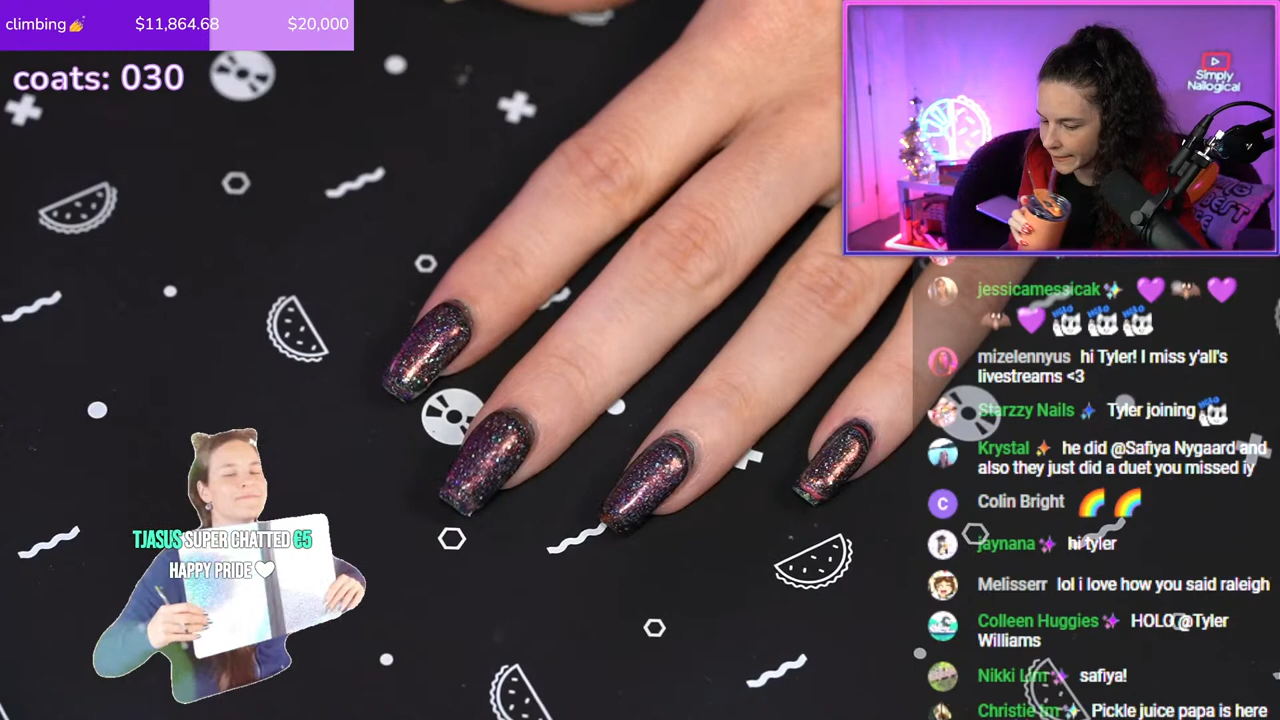 climbing💅 $11,864.68 $20,000
coats: 030
Simply
Nailogical
jessicamessicak✨ 💜 🦇 💜
🦇 💜
mizelennyus hi Tyler! I miss y'all's
livestreams <3
Starzzy Nails ✨ Tyler joining
Krystal ✨ he did @Safiya Nygaard and
also they just did a duet you missed iy
Colin Bright 🌈 🌈
jaynana ✨ hi tyler
Melisserr lol i love how you said raleigh
Colleen Huggies ✨ HOLO @Tyler
Williams
Nikki Lim ✨ safiya!
Pickle juice papa is here
TJASUS SUPER CHATTED €5
HAPPY PRIDE 🤍